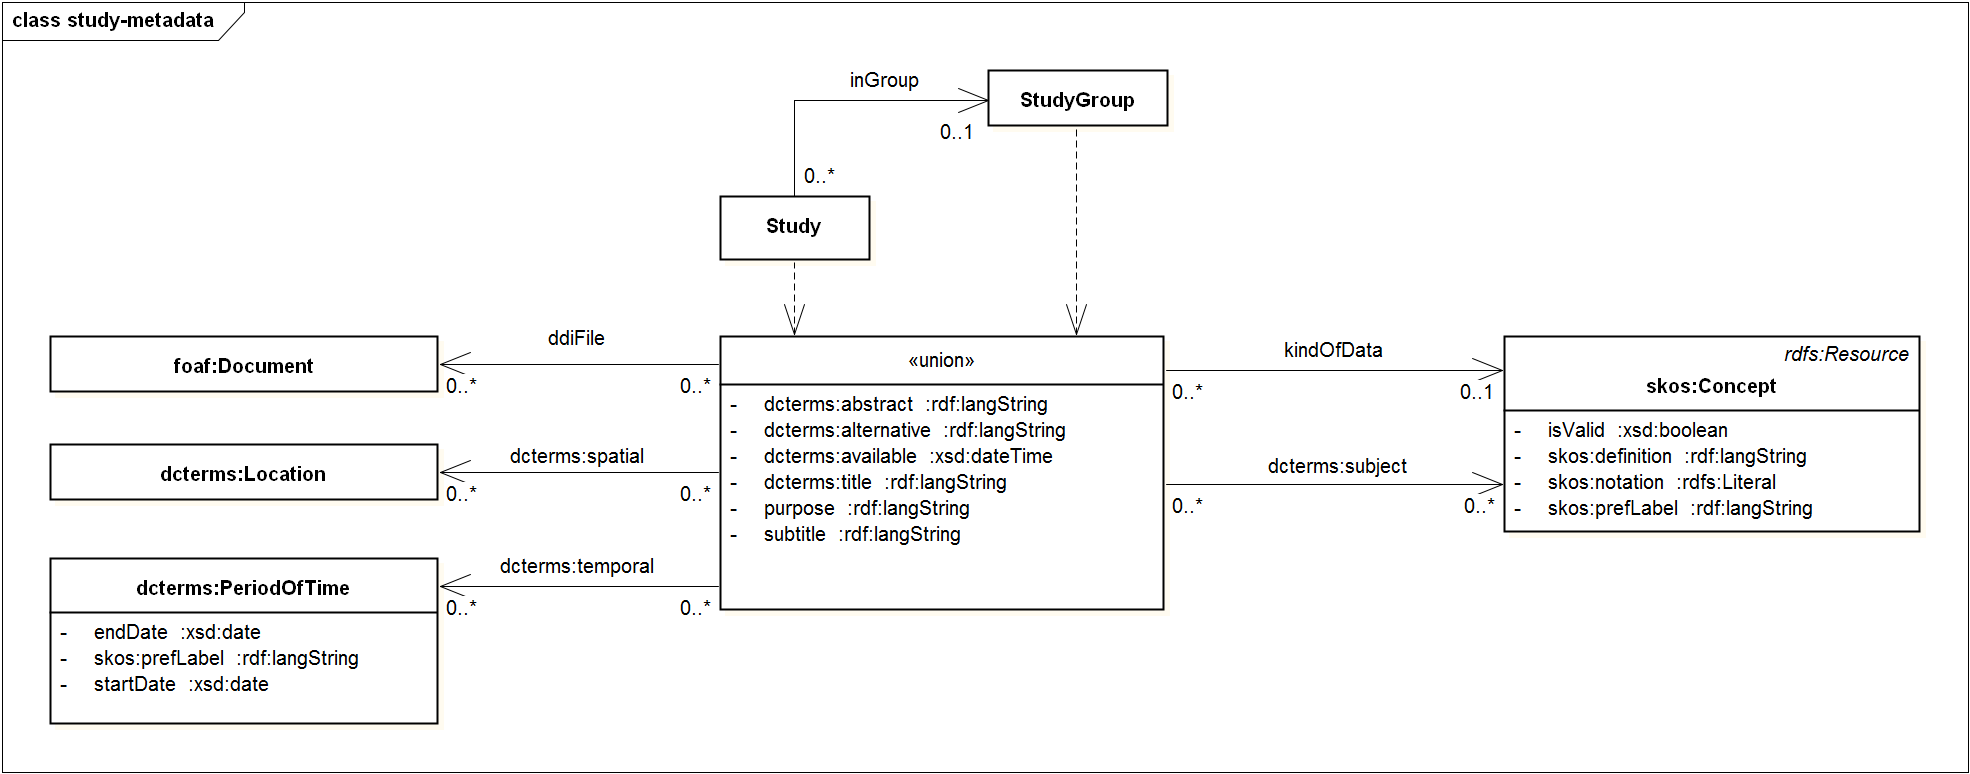 class study-metadata
inGroup
StudyGroup
0..1
0..*
Study
ddiFile
foaf:Document
0..*
0..*
dcterms:spatial
dcterms:Location
0..*
0..*
dcterms:temporal
dcterms:PeriodOfTime
0..*
0..*
- endDate :xsd:date
- skos:prefLabel :rdf:langString
- startDate :xsd:date
«union»
- dcterms:abstract :rdf:langString
- dcterms:alternative :rdf:langString
- dcterms:available :xsd:dateTime
- dcterms:title :rdf:langString
- purpose :rdf:langString
- subtitle :rdf:langString
kindOfData
0..*
0..1
dcterms:subject
0..*
0..*
rdfs:Resource
skos:Concept
- isValid :xsd:boolean
- skos:definition :rdf:langString
- skos:notation :rdfs:Literal
- skos:prefLabel :rdf:langString